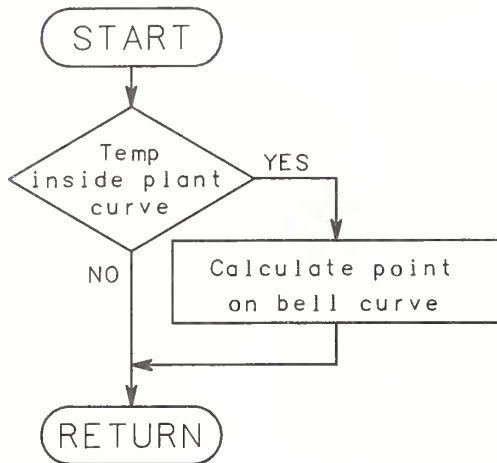 START
Temp
inside plant
curve
YES
NO
Calculate point
on bell curve
RETURN